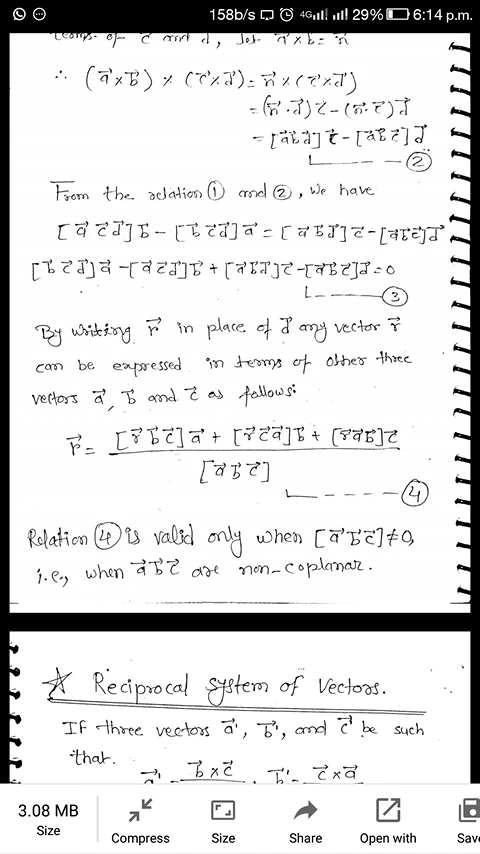 158b/s 4G 4G 29% 6:14 p.m.
terms of c⃗ and d⃗, let a⃗×b⃗=n⃗
∴ (a⃗×b⃗) × (c⃗×d⃗)= n⃗ × (c⃗×d⃗)
= (n⃗·d⃗)c⃗ – (n⃗·c⃗)d⃗
= [a⃗b⃗d⃗] c⃗ – [a⃗b⃗c⃗] d⃗
②
From the relation ① and ②, we have
[a⃗ c⃗ d⃗] b⃗ – [b⃗ c⃗ d⃗] a⃗ = [a⃗ b⃗ d⃗] c⃗ – [a⃗b⃗c⃗]d⃗
[b⃗ c⃗ d⃗] a⃗ – [a⃗ c⃗ d⃗] b⃗ + [a⃗b⃗d⃗]c⃗ – [a⃗b⃗c⃗]d⃗ = 0
③
By writing r⃗ in place of d⃗ any vector r⃗
can be expressed in terms of other three
vectors a⃗, b⃗ and c⃗ as follows:
r⃗ = [r⃗ b⃗ c⃗] a⃗ + [r⃗ c⃗ a⃗] b⃗ + [r⃗ a⃗ b⃗] c⃗
[a⃗ b⃗ c⃗]
④
Relation ④ is valid only when [a⃗ b⃗ c⃗] ≠ 0,
i.e., when a⃗ b⃗ c⃗ are non-coplanar.
☆ Reciprocal system of vectors.
If three vectors a⃗', b⃗', and c⃗' be such
that.
a⃗' = b⃗ × c⃗, b⃗' = c⃗ × a⃗
3.08 MB
Size Compress Size Share Open with Save